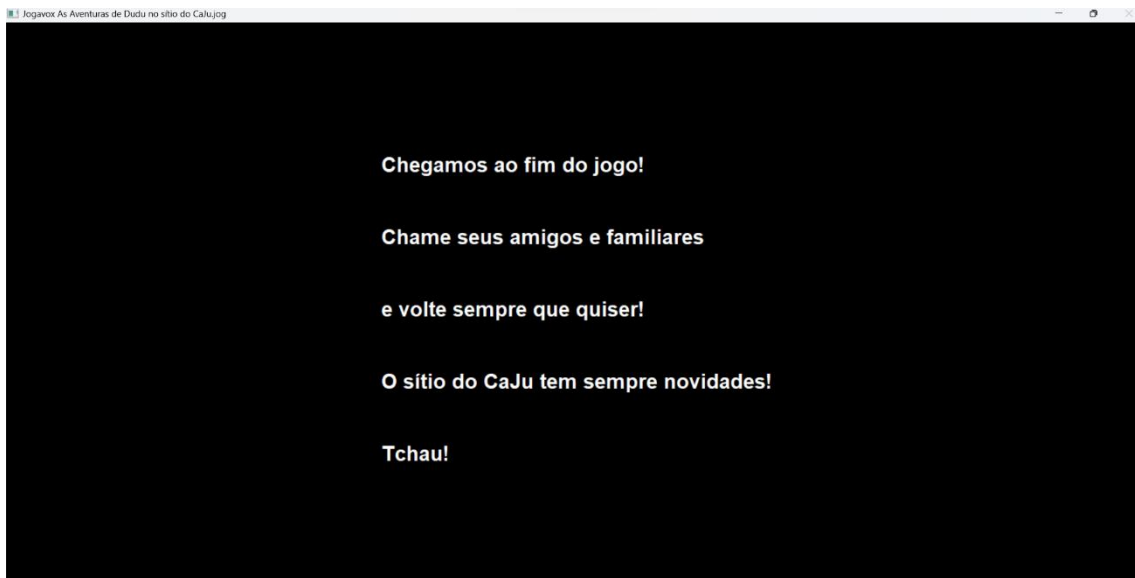 Jogavox As Aventuras de Dudu no sítio do CaJu.jog
Chegamos ao fim do jogo!
Chame seus amigos e familiares
e volte sempre que quiser!
O sítio do CaJu tem sempre novidades!
Tchau!